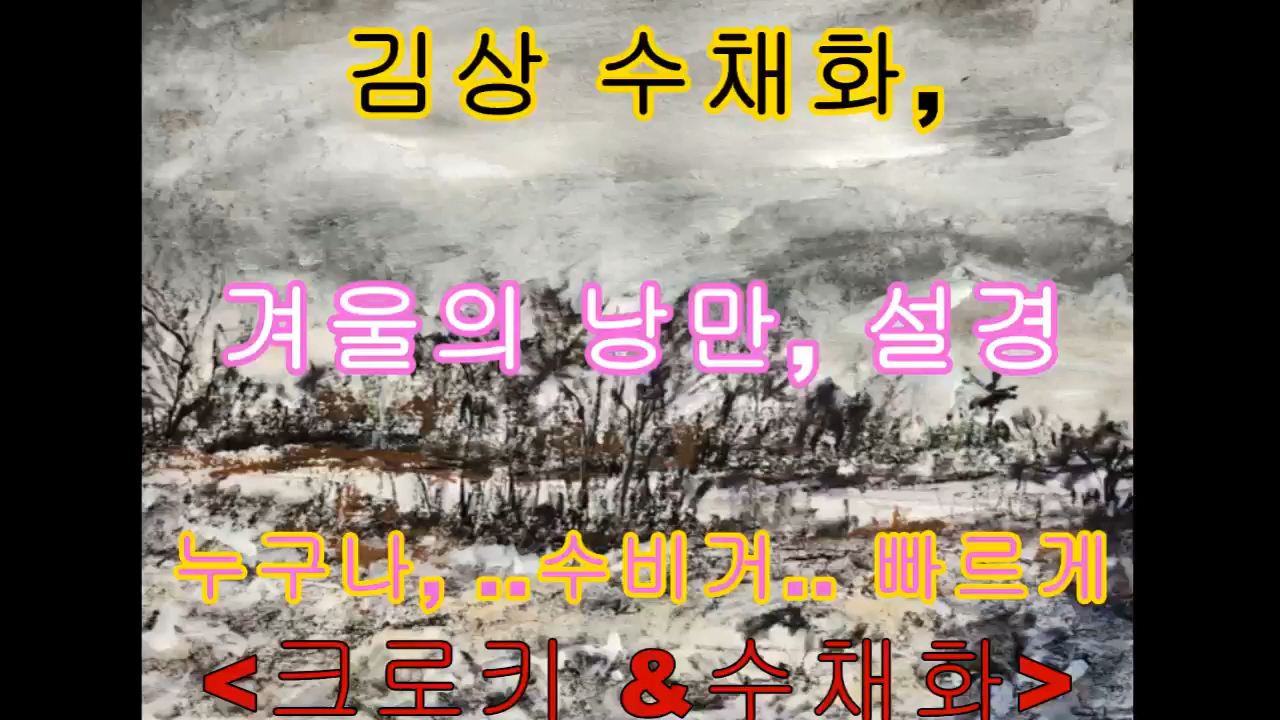 김상 수채화,
겨울의 낭만, 설경
누구나, ..수비거.. 빠르게
<크로키 &수채화>